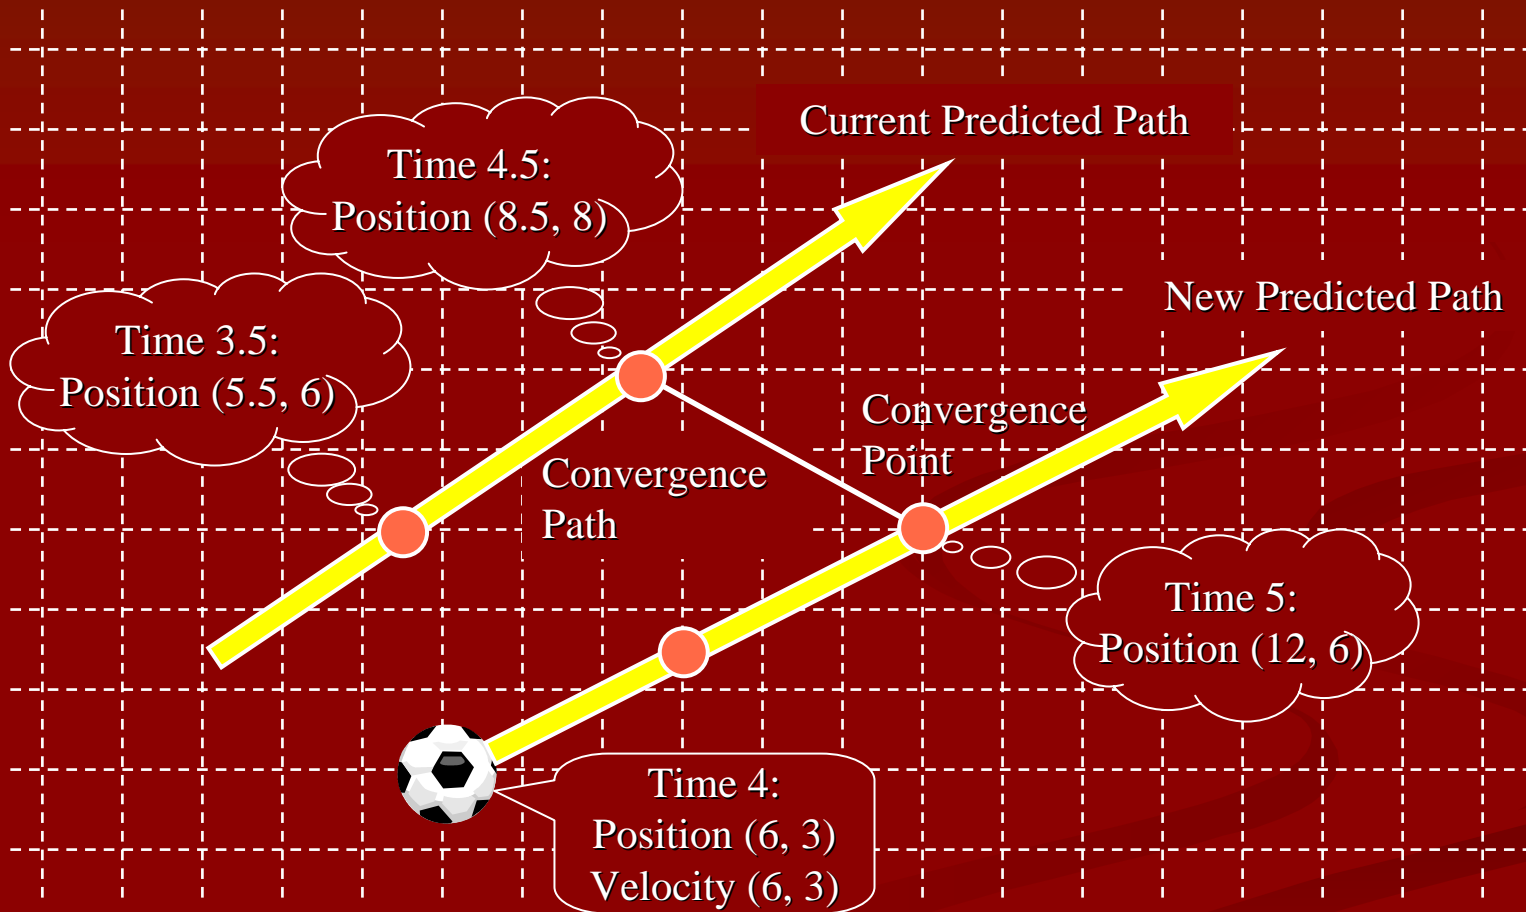 Current Predicted Path
Time 4.5:
Position (8.5, 8)
New Predicted Path
Time 3.5:
Position (5.5, 6)
Convergence
Point
Convergence
Path
Time 5:
Position (12, 6)
Time 4:
Position (6, 3)
Velocity (6, 3)